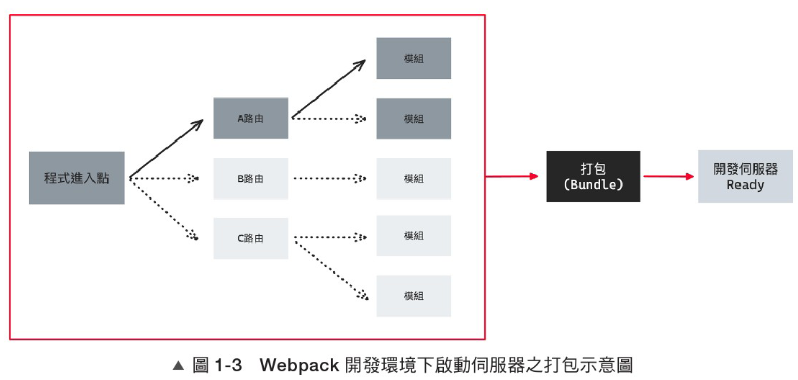 模組
A路由
模組
程式進入點
B路由
模組
C路由
模組
模組
打包
(Bundle)
開發伺服器
Ready
▲ 圖 1-3 Webpack 開發環境下啟動伺服器之打包示意圖